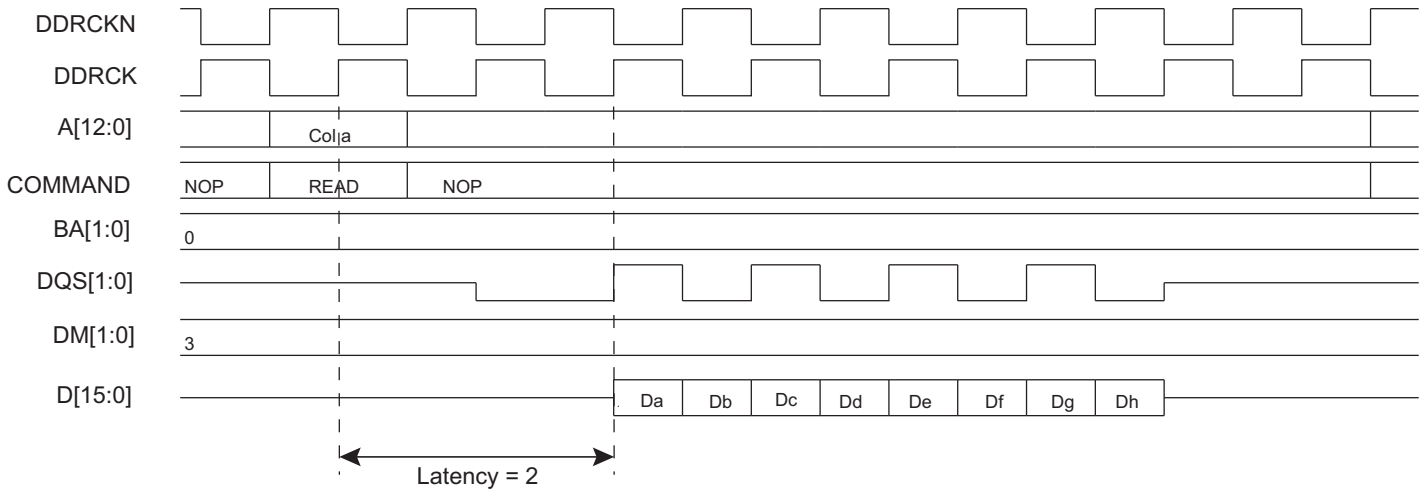 DDRCKN
DDRCK
A[12:0]
Col a
COMMAND
NOP READ NOP
BA[1:0]
0
DQS[1:0]
DM[1:0]
3
D[15:0]
Da Db Dc Dd De Df Dg Dh
Latency = 2